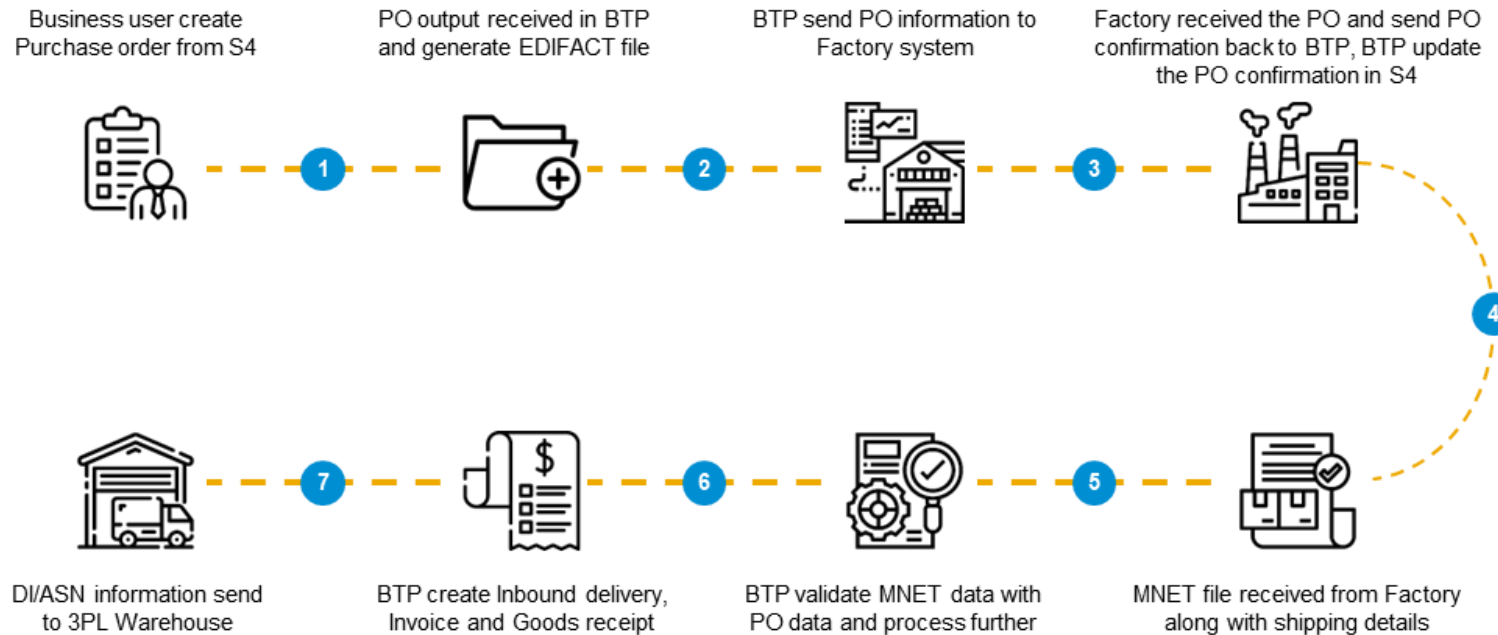 Business user create
Purchase order from S4
PO output received in BTP
and generate EDIFACT file
BTP send PO information to
Factory system
Factory received the PO and send PO
confirmation back to BTP, BTP update
the PO confirmation in S4
1
2
3
4
7
$
6
5
DI/ASN information send
to 3PL Warehouse
BTP create Inbound delivery,
Invoice and Goods receipt
BTP validate MNET data with
PO data and process further
MNET file received from Factory
along with shipping details